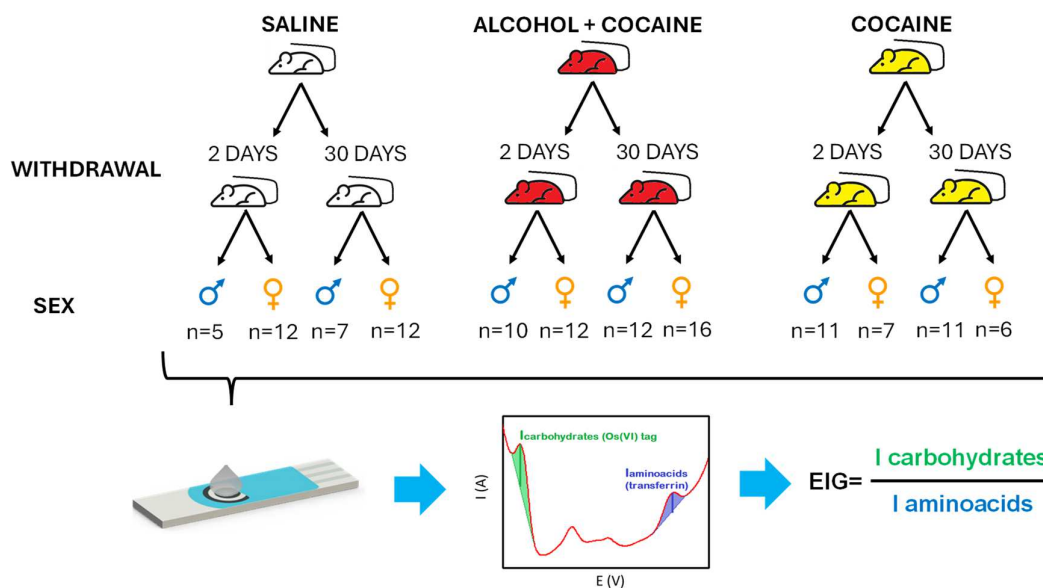 SALINE
ALCOHOL + COCAINE
COCAINE
WITHDRAWAL
2 DAYS
30 DAYS
2 DAYS
30 DAYS
2 DAYS
30 DAYS
SEX
♂
♀
♂
♀
♂
♀
♂
♀
♂
♀
♂
♀
n=5
n=12
n=7
n=12
n=10
n=12
n=12
n=16
n=11
n=7
n=11
n=6
Icarbohydrates (Os(VI) tag
Iaminoacids
(transferrin)
I (A)
E (V)
EIG=
I carbohydrates
I aminoacids